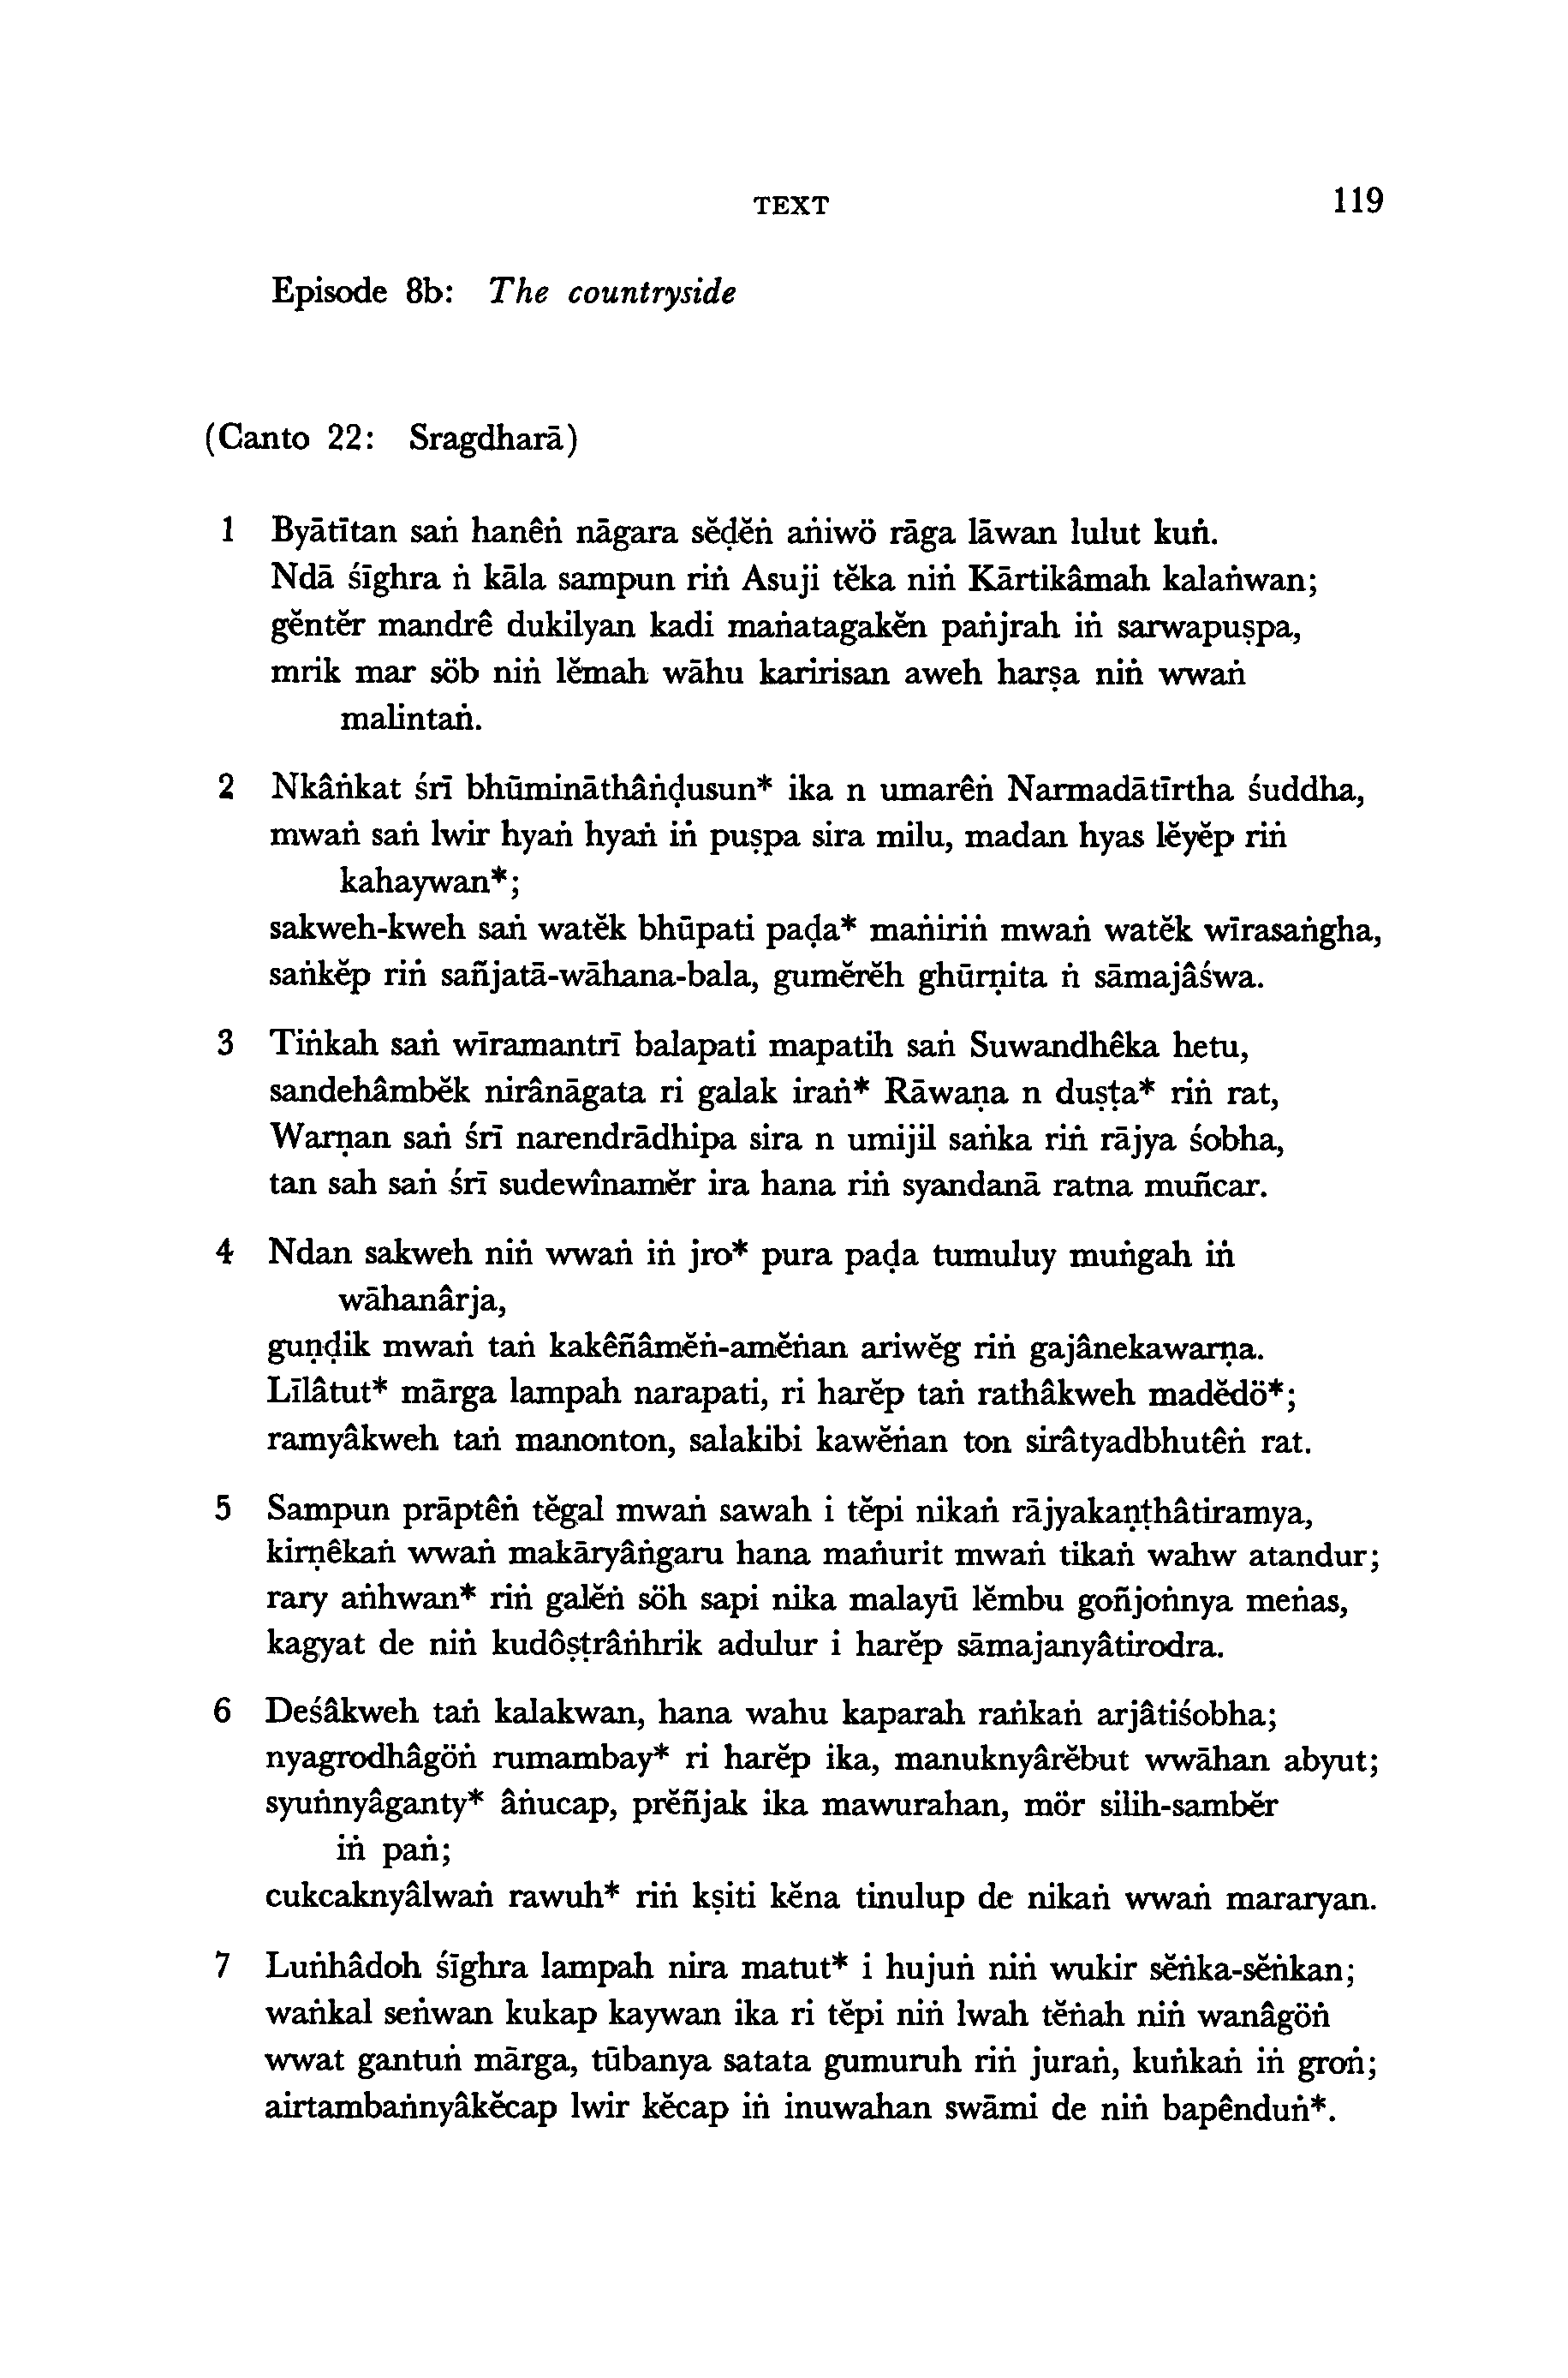 TEXT 119
Episode 8b: The countryside
(Canto 22: Sragdharā)
1 Byātītan saṅ hanêṅ nāgara sĕḍĕṅ aṅiwö rāga lāwan lulut kuṅ.
Ndā śīghra ṅ kāla sampun riṅ Asuji tĕka niṅ Kārtikâmah kalaṅwan;
gĕntĕr mandrê dukilyan kadi maṅatagakĕn paṅjrah iṅ sarwapuṣpa,
mrik mar söb niṅ lĕmah wāhu karirisan aweh harṣa niṅ wwaṅ
malintaṅ.
2 Nkâṅkat śrī bhūmināthâṅḍusun* ika n umarêṅ Narmadātīrtha śuddha,
mwaṅ saṅ lwir hyaṅ hyaṅ iṅ puṣpa sira milu, madan hyas lĕyĕp riṅ
kahaywan*;
sakweh-kweh saṅ watĕk bhūpati paḍa* maṅiriṅ mwaṅ watĕk wīrasaṅgha,
saṅkĕp riṅ sañjatā-wāhana-bala, gumĕrĕh ghūrṇita ṅ sāmajâśwa.
3 Tiṅkah saṅ wīramantrī balapati mapatih saṅ Suwandhêka hetu,
sandehâmbĕk nirânāgata ri galak iraṅ* Rāwaṇa n duṣṭa* riṅ rat,
Warṇan saṅ śrī narendrādhipa sira n umijil saṅka riṅ rājya śobha,
tan sah saṅ śrī sudewînamĕr ira hana riṅ syandanā ratna muñcar.
4 Ndan sakweh niṅ wwaṅ iṅ jro* pura paḍa tumuluy muṅgah iṅ
wāhanârja,
guṇḍik mwaṅ taṅ kakêñâmĕṅ-amĕṅan ariwĕg riṅ gajânekawarṇa.
Līlâtut* mārga lampah narapati, ri harĕp taṅ rathâkweh madĕdö*;
ramyâkweh taṅ manonton, salakibi kawĕṅan ton sirâtyadbhutêṅ rat.
5 Sampun prāptêṅ tĕgal mwaṅ sawah i tĕpi nikaṅ rājyakaṇṭhâtiramya,
kirṇêkaṅ wwaṅ makāryâṅgaru hana maṅurit mwaṅ tikaṅ wahw atandur;
rary aṅhwan* riṅ galĕṅ söh sapi nika malayū lĕmbu goñjoṅnya meṅas,
kagyat de niṅ kudôṣṭrâṅhrik adulur i harĕp sāmajanyâtirodra.
6 Deśâkweh taṅ kalakwan, hana wahu kaparah raṅkaṅ arjâtiśobha;
nyagrodhâgöṅ rumambay* ri harĕp ika, manuknyârĕbut wwāhan abyut;
syuṅnyâganty* âṅucap, prĕñjak ika mawurahan, mör silih-sambĕr
iṅ paṅ;
cukcaknyâlwaṅ rawuh* riṅ kṣiti kĕna tinulup de nikaṅ wwaṅ mararyan.
7 Luṅhâdoh śīghra lampah nira matut* i hujuṅ niṅ wukir sĕṅka-sĕṅkan;
waṅkal seṅwan kukap kaywan ika ri tĕpi niṅ lwah tĕṅah niṅ wanâgöṅ
wwat gantuṅ mārga, tūbanya satata gumuruh riṅ juraṅ, kuṅkaṅ iṅ groṅ;
airtambaṅnyâkĕcap lwir kĕcap iṅ inuwahan swāmi de niṅ bapênduṅ*.